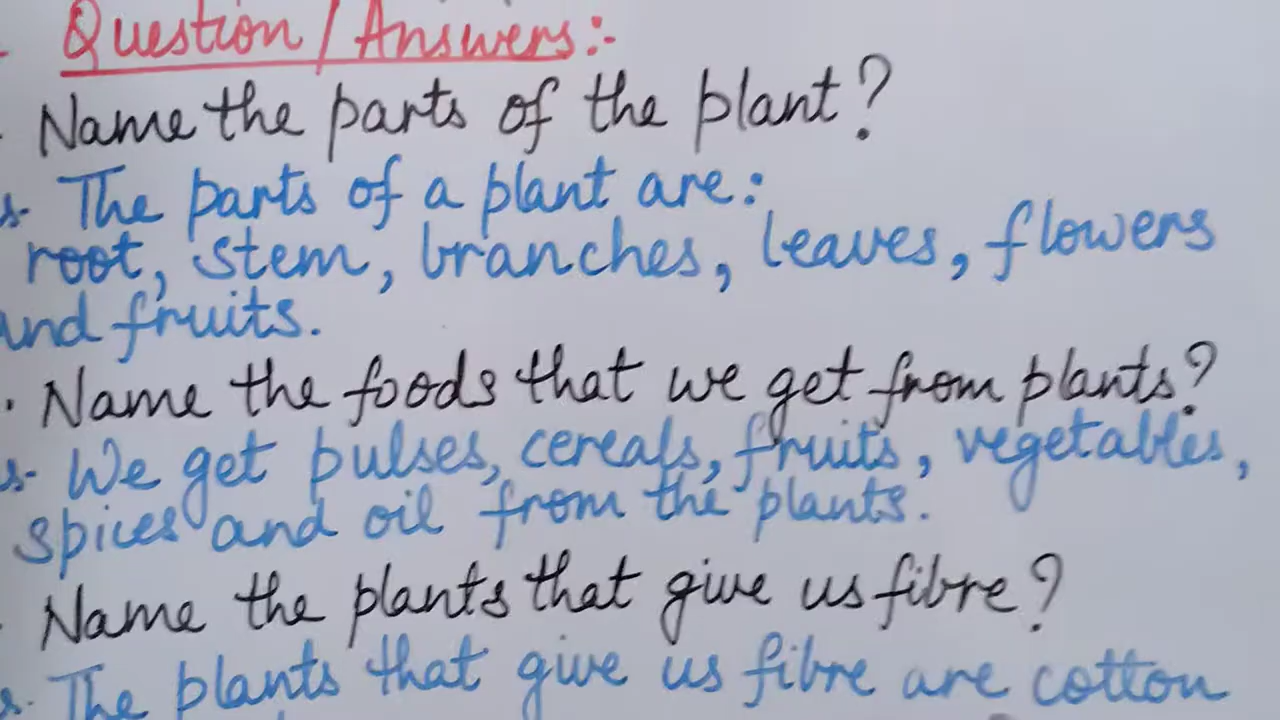 Question/Answers:-
Name the parts of the plant?
The parts of a plant are:
root, stem, branches, leaves, flowers
and fruits.
Name the foods that we get from plants?
We get pulses, cereals, fruits, vegetables,
spices and oil from the plants.
Name the plants that give us fibre?
The plants that give us fibre are cotton